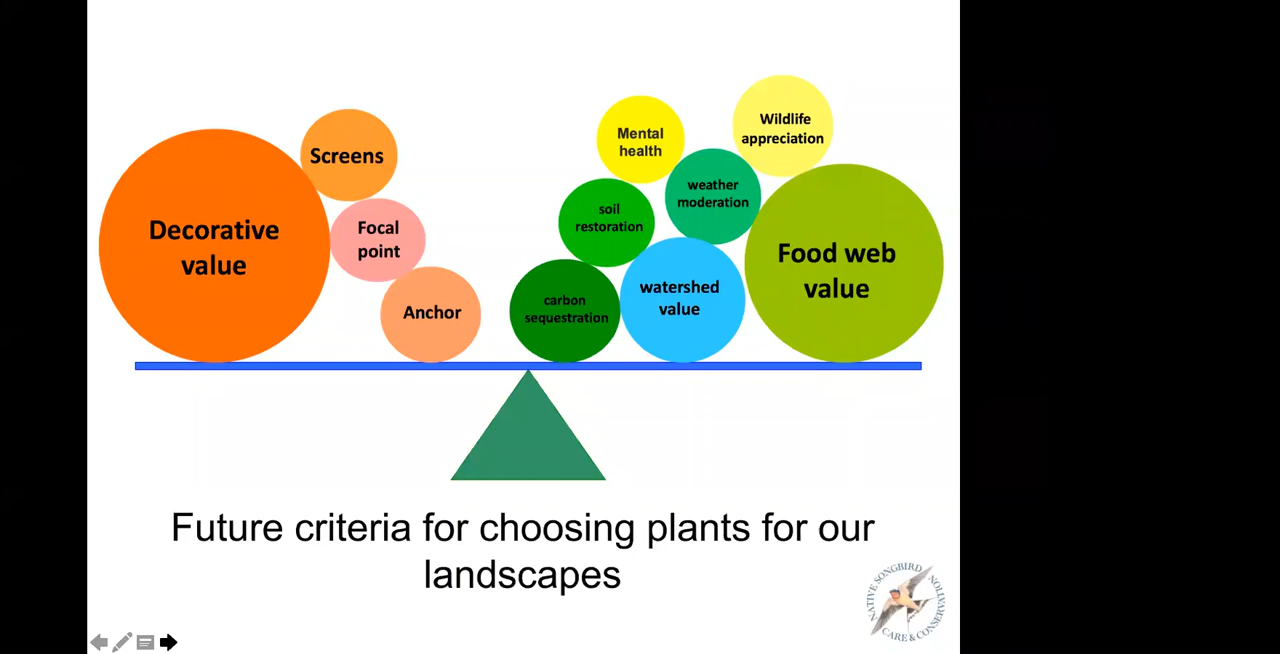 Decorative
value
Screens
Focal
point
Anchor
Mental
health
Wildlife
appreciation
soil
restoration
weather
moderation
carbon
sequestration
watershed
value
Food web
value
Future criteria for choosing plants for our
landscapes
NATIVE SONGBIRD
CARE & CONSERVATION